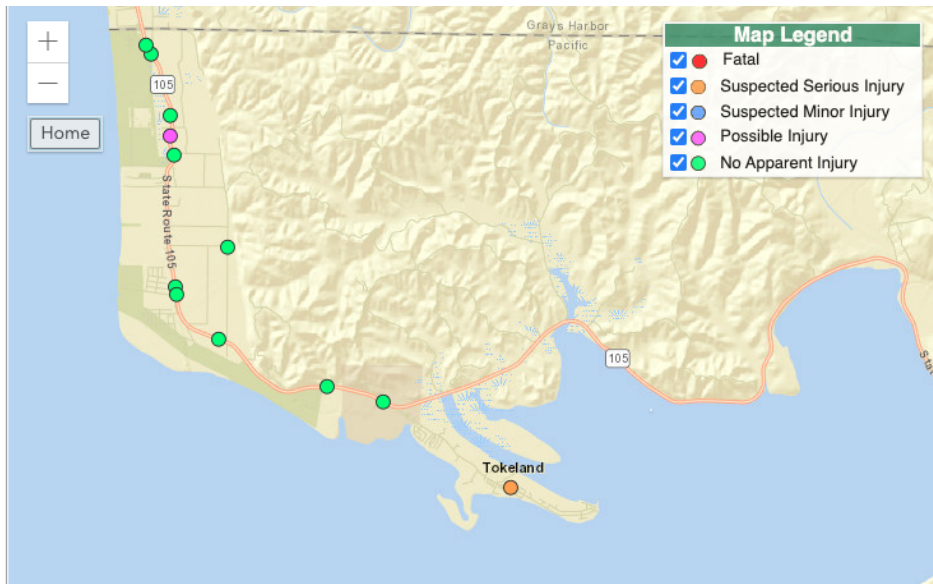 +
Grays Harbor
Pacific
Map Legend
Fatal
Suspected Serious Injury
Suspected Minor Injury
Possible Injury
No Apparent Injury
−
105
Home
State Route 105
105
Stat
Tokeland